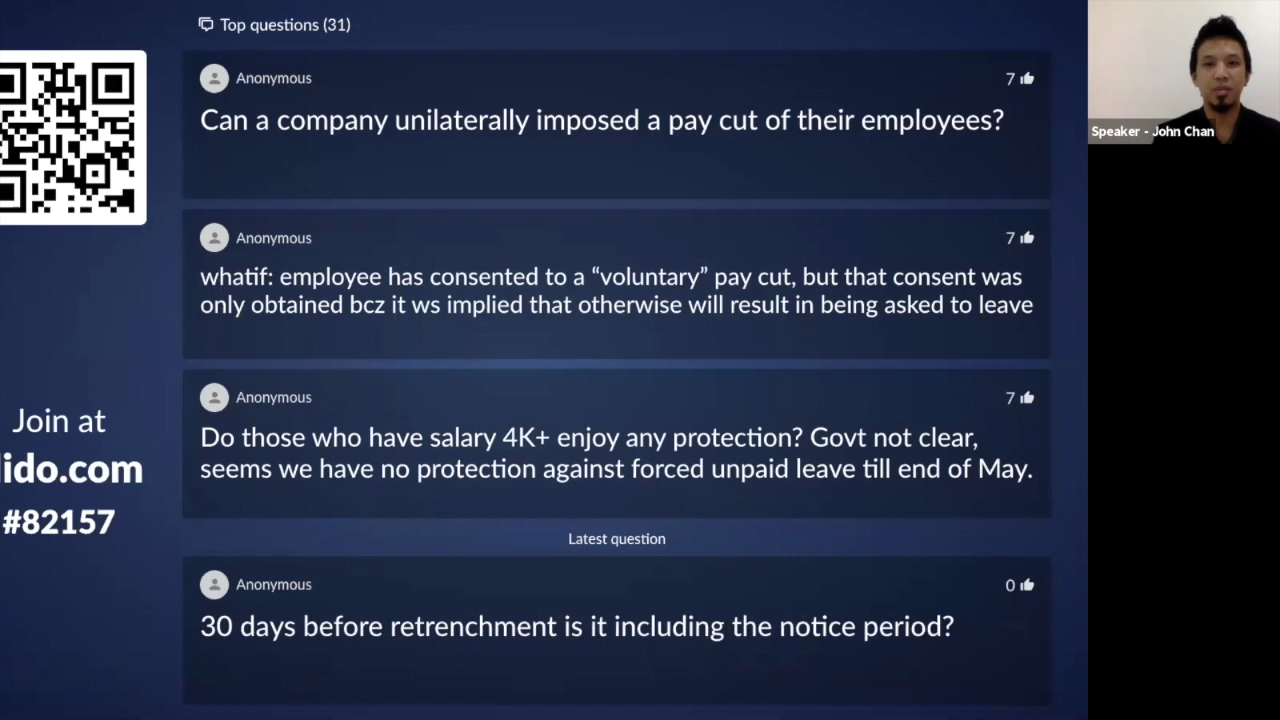 Top questions (31)
Anonymous
7
Can a company unilaterally imposed a pay cut of their employees?
Anonymous
7
whatif: employee has consented to a “voluntary” pay cut, but that consent was
only obtained bcz it ws implied that otherwise will result in being asked to leave
Anonymous
7
Do those who have salary 4K+ enjoy any protection? Govt not clear,
seems we have no protection against forced unpaid leave till end of May.
Latest question
Anonymous
0
30 days before retrenchment is it including the notice period?
Join at
lido.com
#82157
Speaker - John Chan